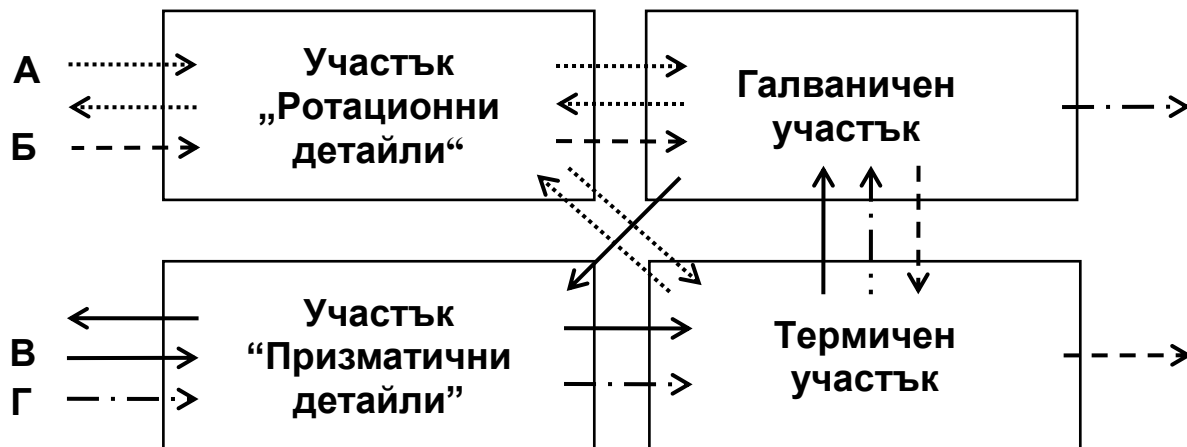 А
Б
Участък
„Ротационни
детайли“
Галваничен
участък
В
Г
Участък
“Призматични
детайли”
Термичен
участък